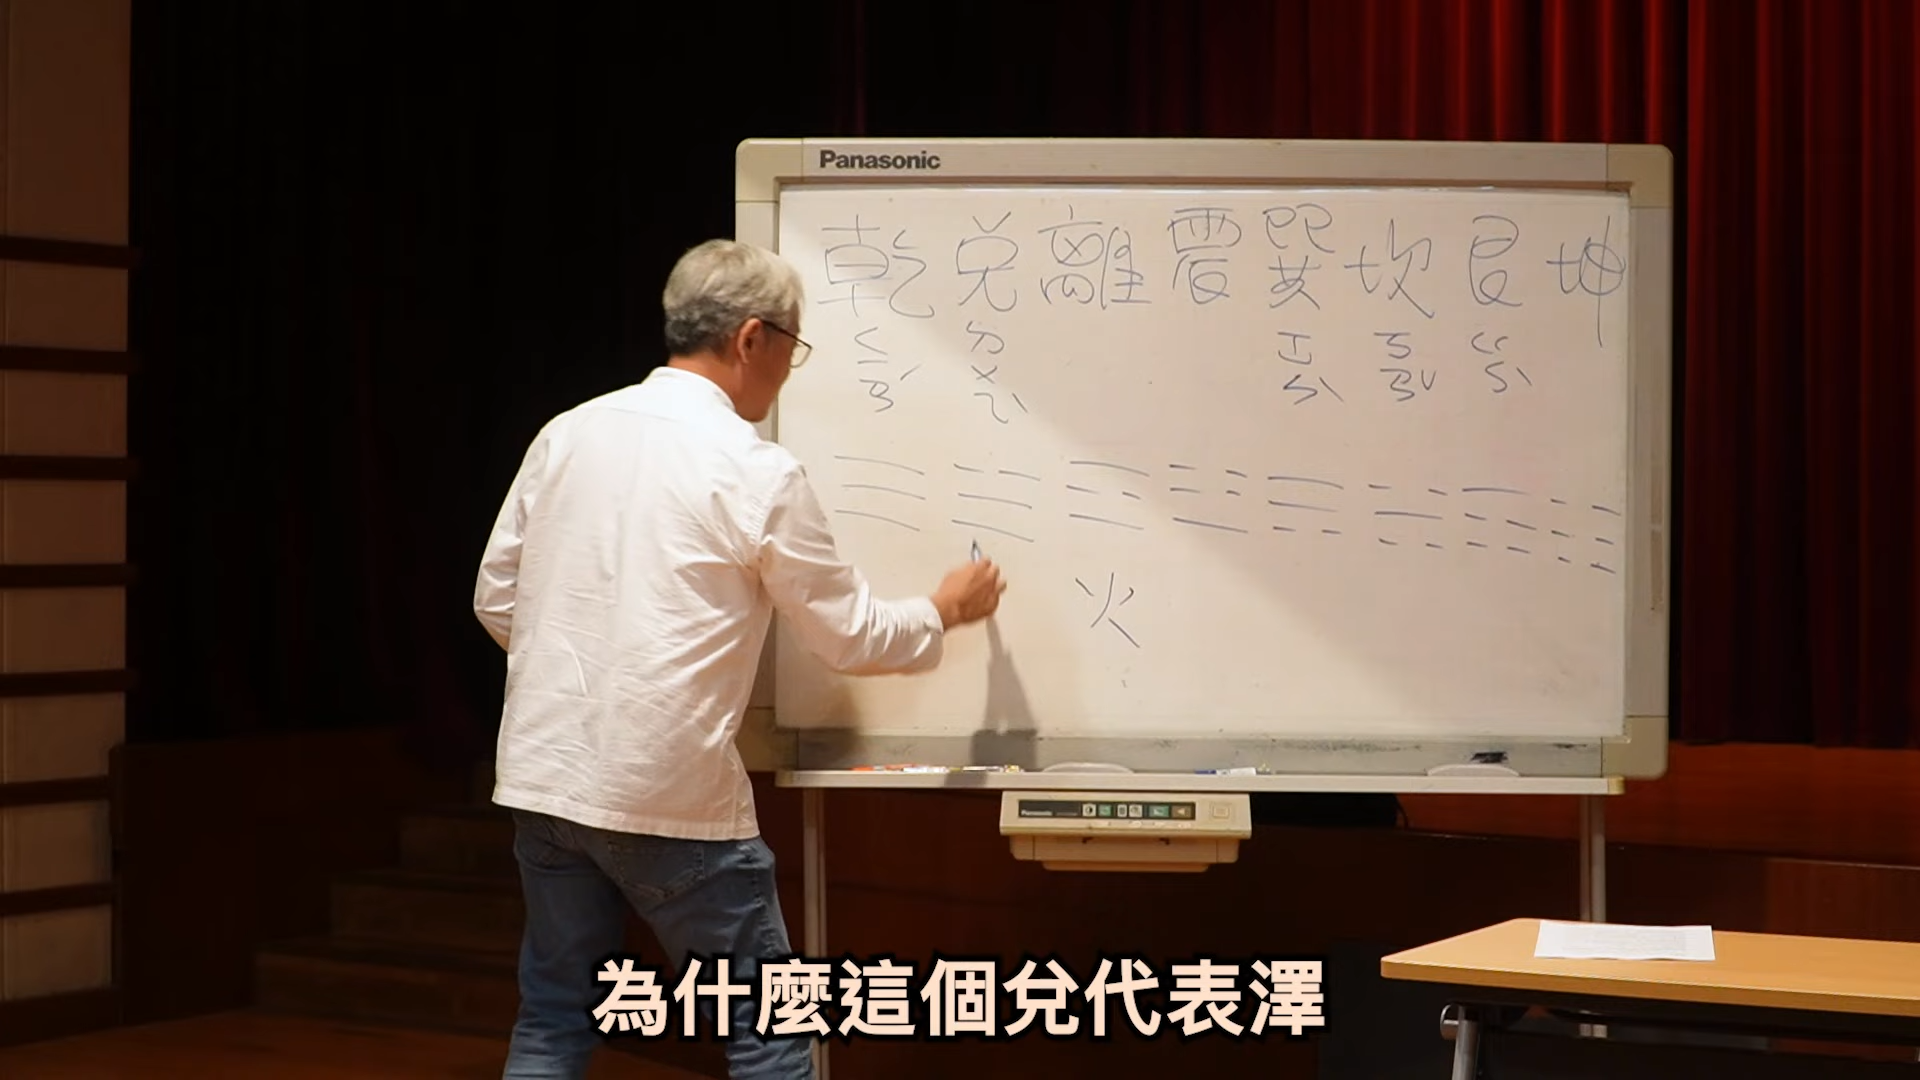 Panasonic
乾 兌 離 震 巽 坎 艮 坤
ㄑㄧㄢˊ ㄉㄨㄟˋ ㄒㄩㄣˋ ㄎㄢˇ ㄍㄣˋ
火
Panasonic
為什麼這個兌代表澤